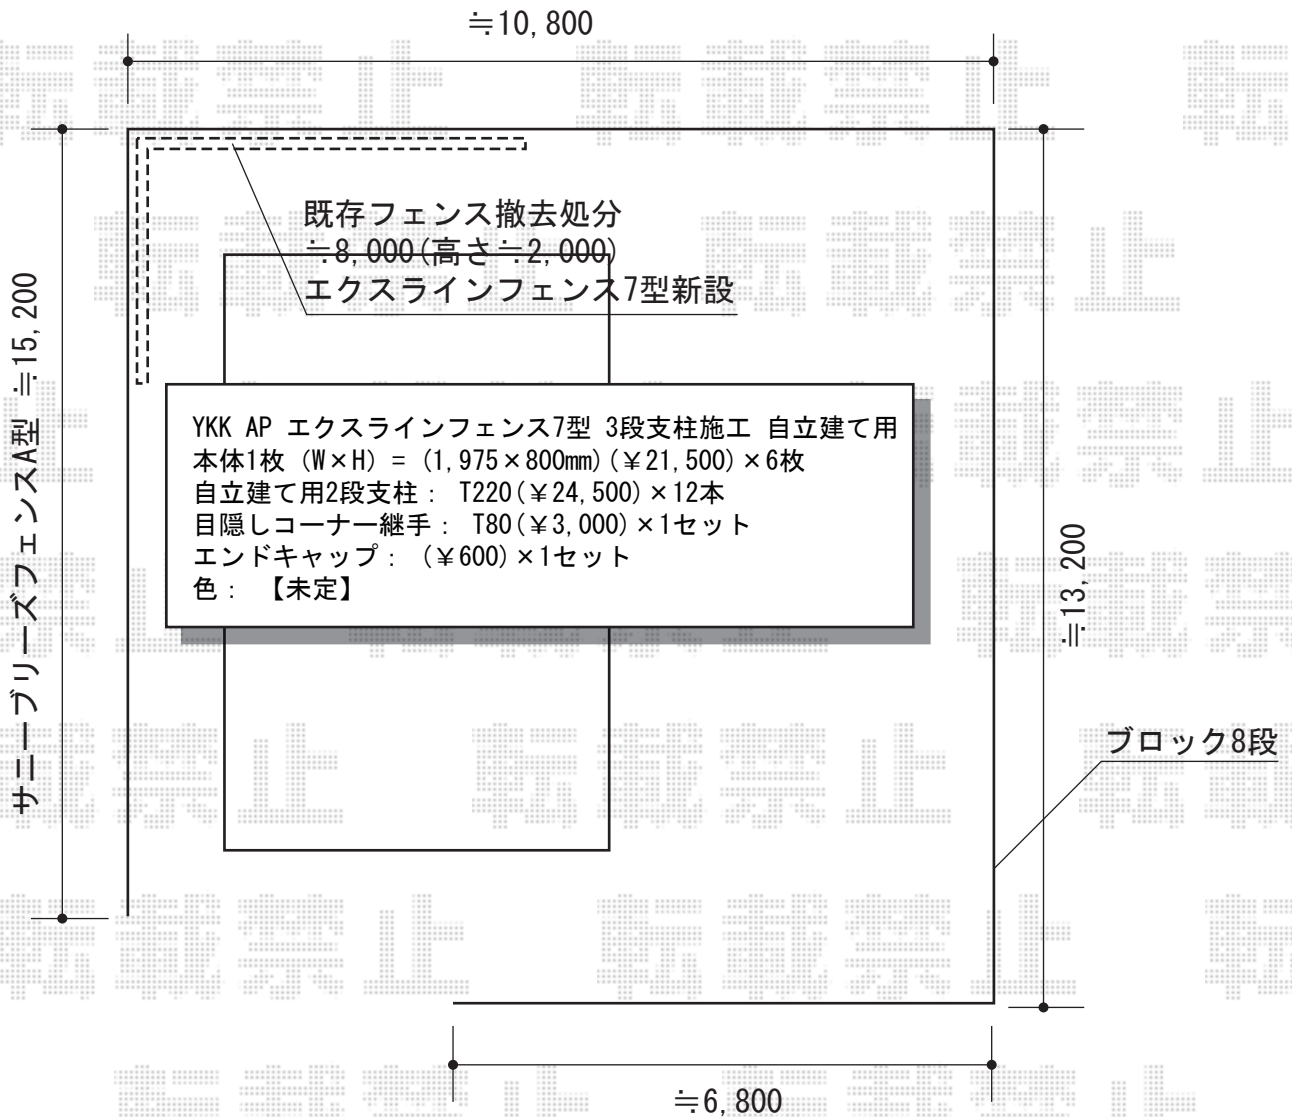 ≒10,800
既存フェンス撤去処分
≒8,000(高さ≒2,000)
エクスラインフェンス7型新設
サニーブリーズフェンスA型 ≒15,200
YKK AP エクスラインフェンス7型 3段支柱施工 自立建て用
本体1枚 (W×H) = (1,975×800mm)(￥21,500)×6枚
自立建て用2段支柱： T220(￥24,500)×12本
目隠しコーナー継手： T80(￥3,000)×1セット
エンドキャップ： (￥600)×1セット
色： 【未定】
≒13,200
ブロック8段
≒6,800
転載禁止